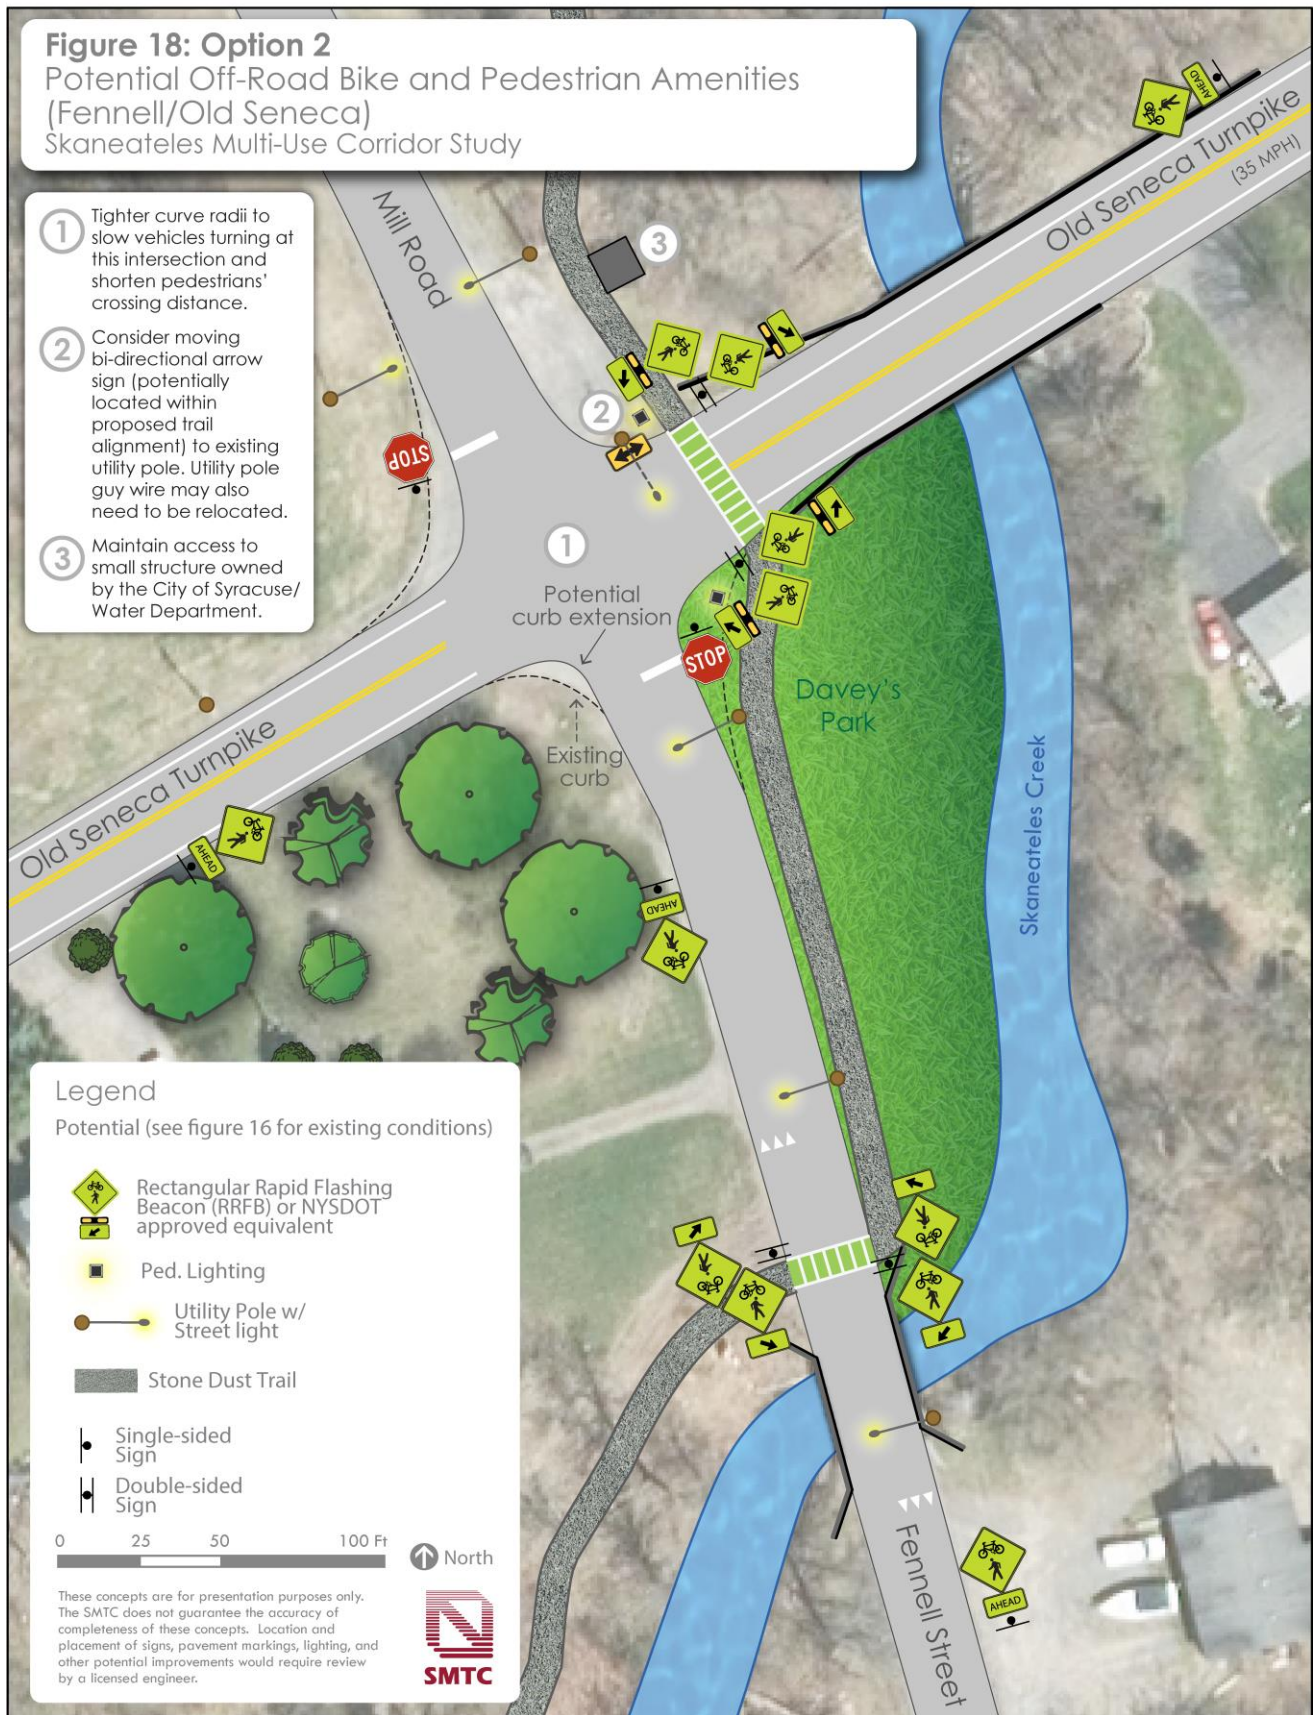 Figure 18: Option 2
Potential Off-Road Bike and Pedestrian Amenities
(Fennell/Old Seneca)
Skaneateles Multi-Use Corridor Study
1
Tighter curve radii to
slow vehicles turning at
this intersection and
shorten pedestrians'
crossing distance.
2
Consider moving
bi-directional arrow
sign (potentially
located within
proposed trail
alignment) to existing
utility pole. Utility pole
guy wire may also
need to be relocated.
3
Maintain access to
small structure owned
by the City of Syracuse/
Water Department.
Mill Road
3
AHEAD
Old Seneca Turnpike
(35 MPH)
2
STOP
1
Potential
curb extension
STOP
Davey's
Park
Existing
curb
Old Seneca Turnpike
AHEAD
AHEAD
Skaneateles Creek
Fennell Street
AHEAD
Legend
Potential (see figure 16 for existing conditions)
Rectangular Rapid Flashing
Beacon (RRFB) or NYSDOT
approved equivalent
Ped. Lighting
Utility Pole w/
Street light
Stone Dust Trail
Single-sided
Sign
Double-sided
Sign
0 25 50 100 Ft
North
These concepts are for presentation purposes only.
The SMTC does not guarantee the accuracy of
completeness of these concepts. Location and
placement of signs, pavement markings, lighting, and
other potential improvements would require review
by a licensed engineer.
SMTC